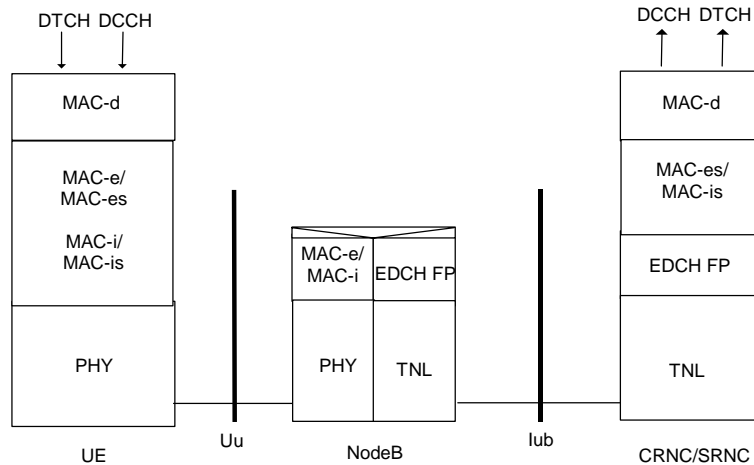 DTCH DCCH
DCCH DTCH
MAC-d
MAC-d
MAC-e/
MAC-es
MAC-i/
MAC-is
MAC-es/
MAC-is
MAC-e/
MAC-i
EDCH FP
EDCH FP
PHY
PHY
TNL
TNL
UE
Uu
NodeB
Iub
CRNC/SRNC